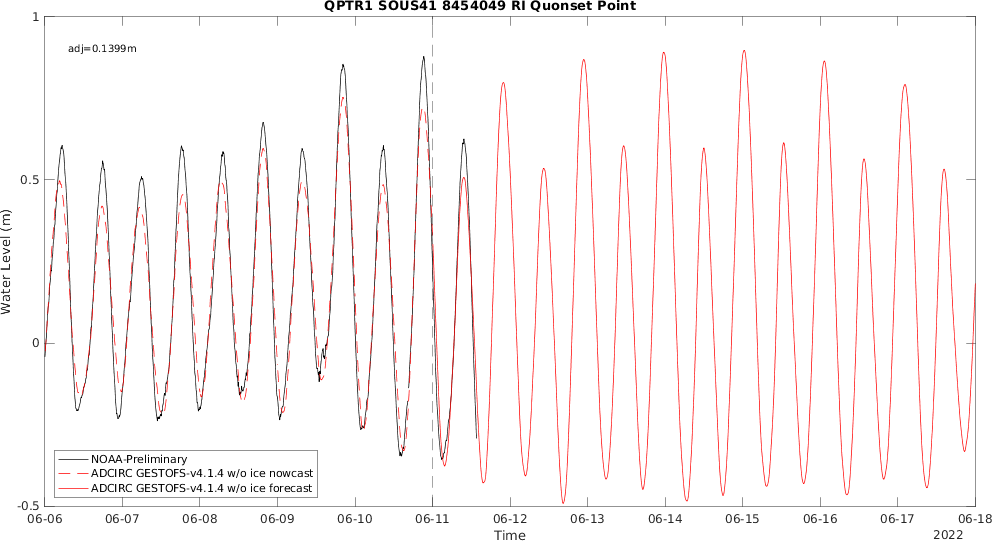 QPTR1 SOUS41 8454049 RI Quonset Point
adj=0.1399m
1
0.5
0
-0.5
Water Level (m)
NOAA-Preliminary
ADCIRC GESTOFS-v4.1.4 w/o ice nowcast
ADCIRC GESTOFS-v4.1.4 w/o ice forecast
06-06 06-07 06-08 06-09 06-10 06-11 06-12 06-13 06-14 06-15 06-16 06-17 06-18
Time
2022